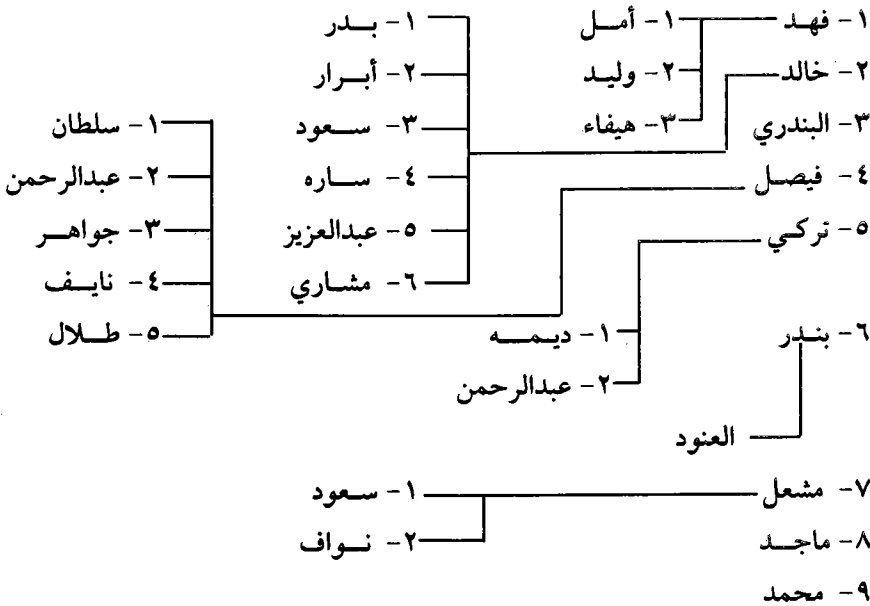 ١- فهد
١- أمل
٢- وليد
٣- هيفاء
٢- خالد
١- بدر
٢- أبرار
٣- سعود
٤- ساره
٥- عبدالعزيز
٦- مشاري
٣- البندري
٤- فيصل
١- سلطان
٢- عبدالرحمن
٣- جواهر
٤- نايف
٥- طلال
٥- تركي
١- ديمه
٢- عبدالرحمن
٦- بندر
العنود
٧- مشعل
١- سعود
٢- نواف
٨- ماجد
٩- محمد